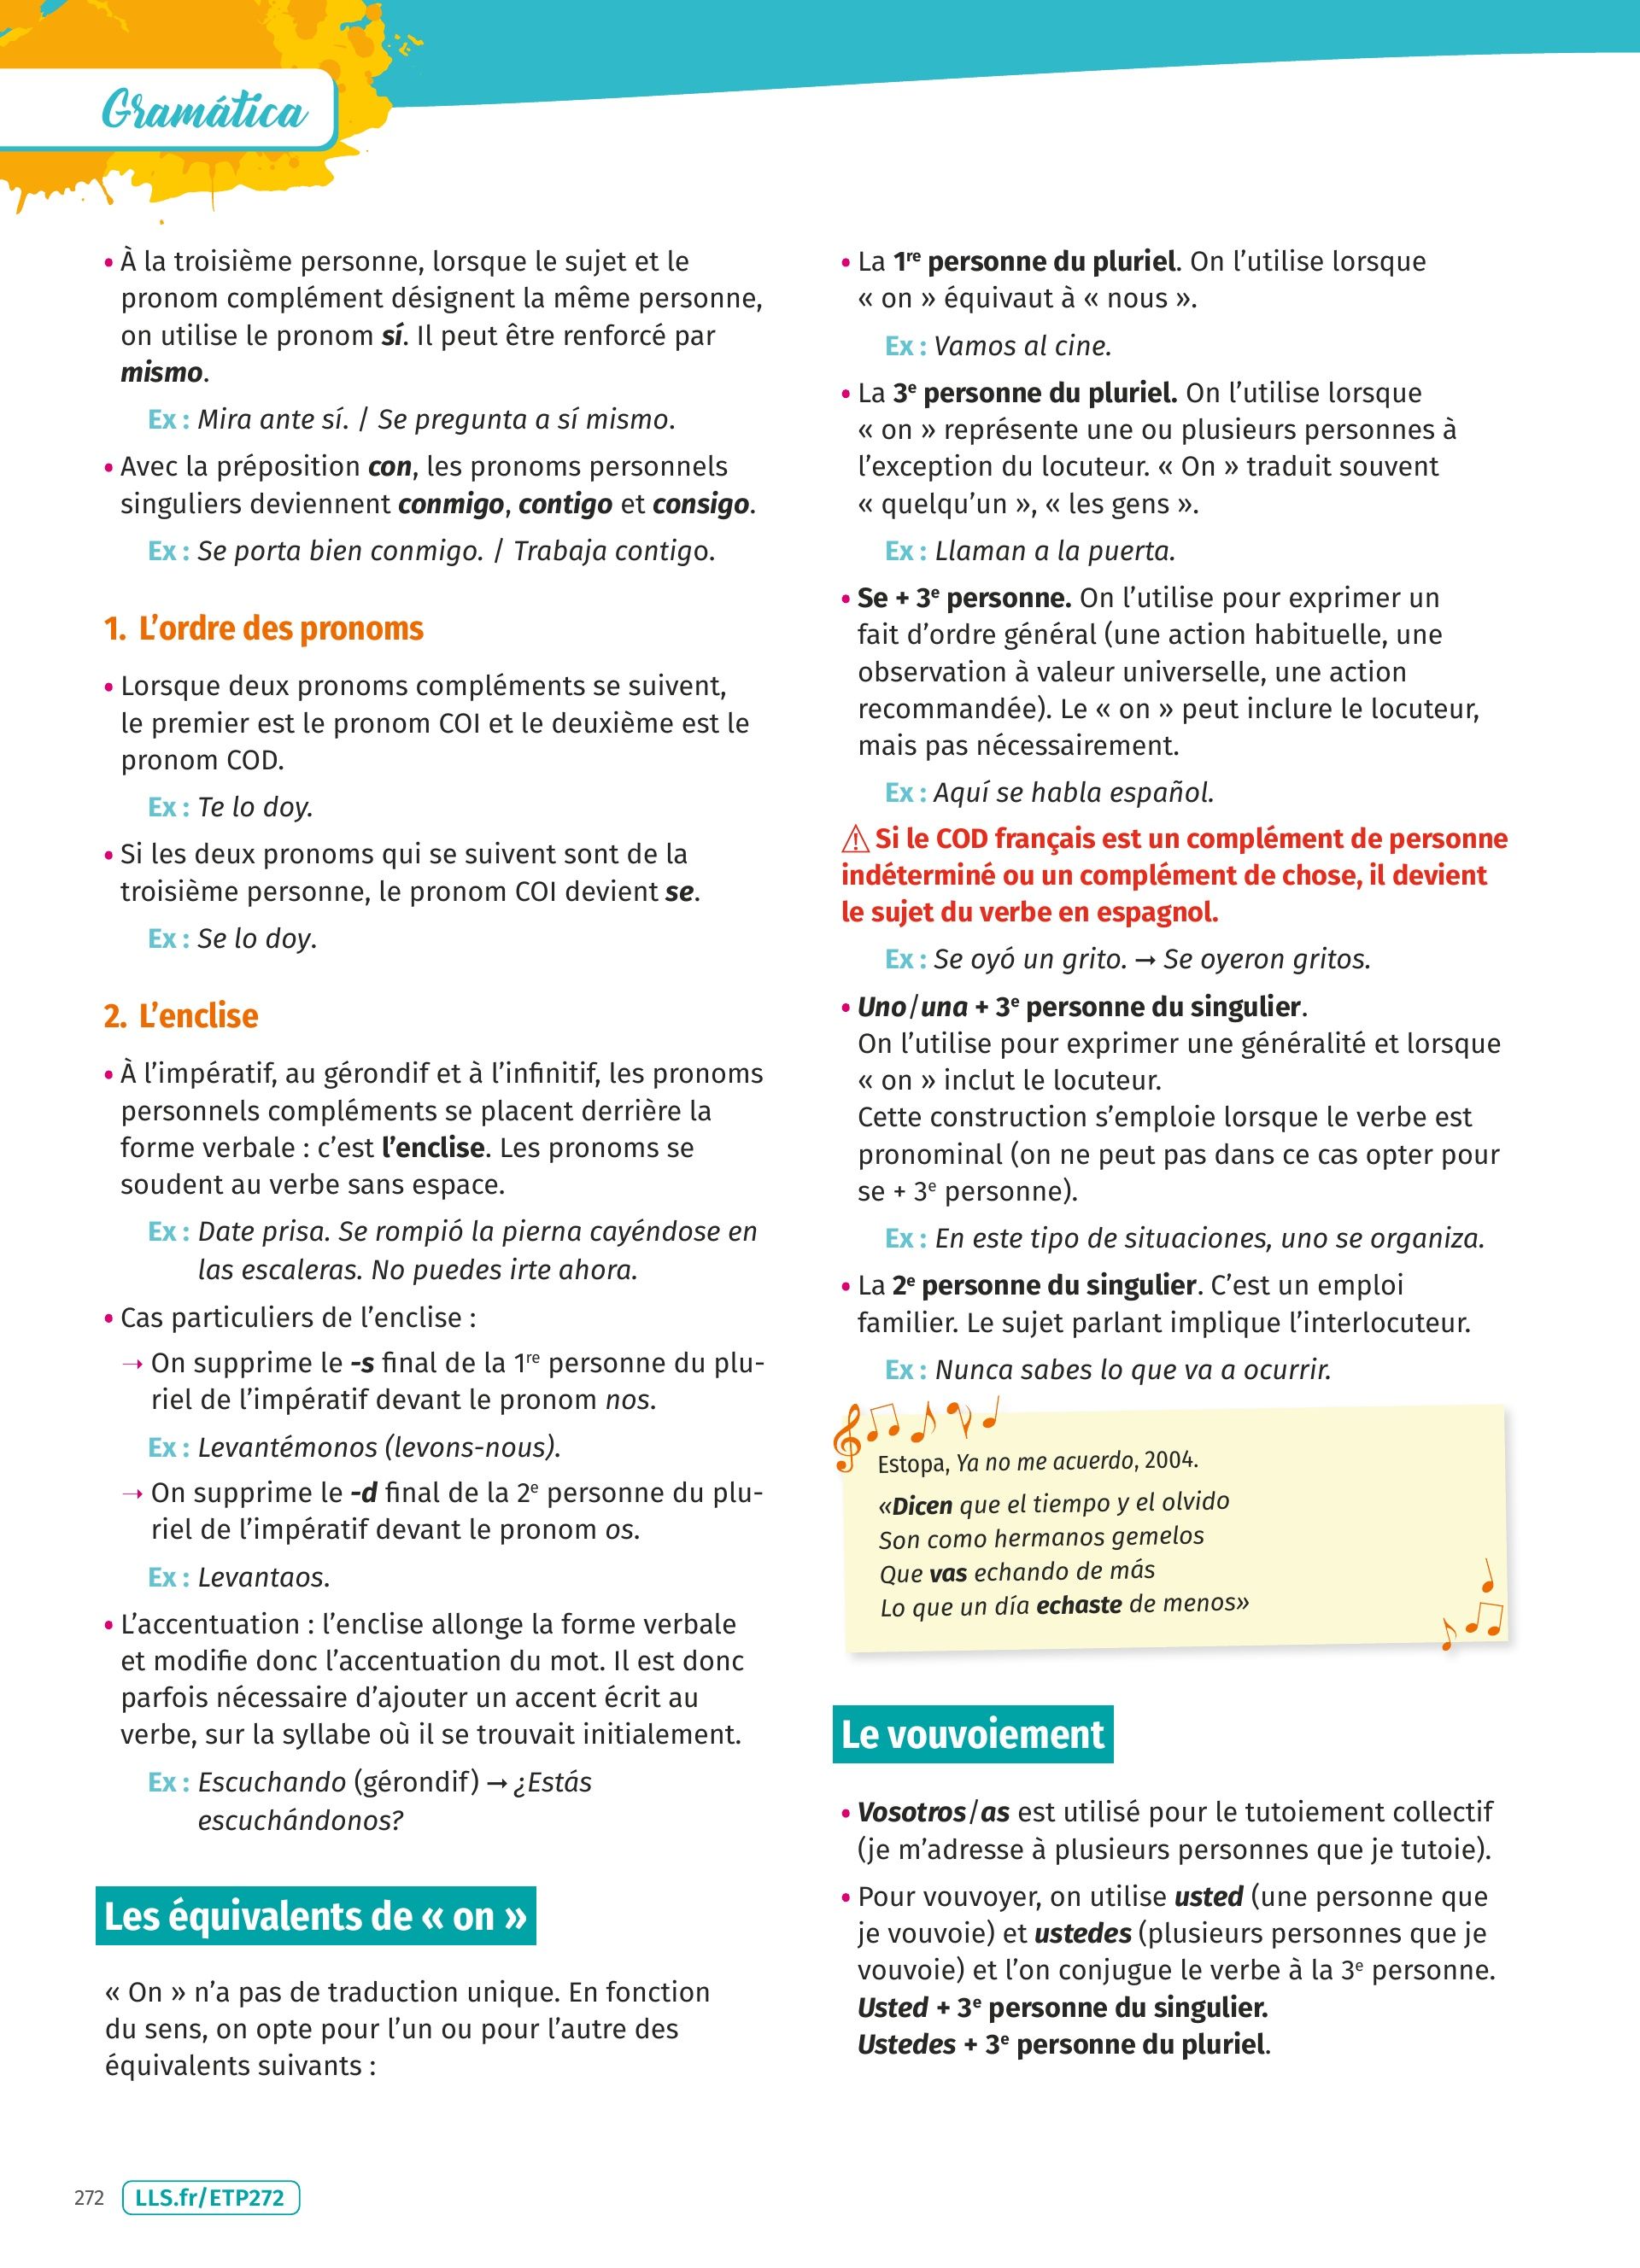 Gramática
• À la troisième personne, lorsque le sujet et le
pronom complément désignent la même personne,
on utilise le pronom sí. Il peut être renforcé par
mismo.
Ex : Mira ante sí. / Se pregunta a sí mismo.
• Avec la préposition con, les pronoms personnels
singuliers deviennent conmigo, contigo et consigo.
Ex : Se porta bien conmigo. / Trabaja contigo.
1. L’ordre des pronoms
• Lorsque deux pronoms compléments se suivent,
le premier est le pronom COI et le deuxième est le
pronom COD.
Ex : Te lo doy.
• Si les deux pronoms qui se suivent sont de la
troisième personne, le pronom COI devient se.
Ex : Se lo doy.
2. L’enclise
• À l’impératif, au gérondif et à l’infinitif, les pronoms
personnels compléments se placent derrière la
forme verbale : c’est l’enclise. Les pronoms se
soudent au verbe sans espace.
Ex : Date prisa. Se rompió la pierna cayéndose en
las escaleras. No puedes irte ahora.
• Cas particuliers de l’enclise :
→ On supprime le -s final de la 1re personne du plu-
riel de l’impératif devant le pronom nos.
Ex : Levantémonos (levons-nous).
→ On supprime le -d final de la 2e personne du plu-
riel de l’impératif devant le pronom os.
Ex : Levantaos.
• L’accentuation : l’enclise allonge la forme verbale
et modifie donc l’accentuation du mot. Il est donc
parfois nécessaire d’ajouter un accent écrit au
verbe, sur la syllabe où il se trouvait initialement.
Ex : Escuchando (gérondif) → ¿Estás
escuchándonos?
Les équivalents de « on »
« On » n’a pas de traduction unique. En fonction
du sens, on opte pour l’un ou pour l’autre des
équivalents suivants :
• La 1re personne du pluriel. On l’utilise lorsque
« on » équivaut à « nous ».
Ex : Vamos al cine.
• La 3e personne du pluriel. On l’utilise lorsque
« on » représente une ou plusieurs personnes à
l’exception du locuteur. « On » traduit souvent
« quelqu’un », « les gens ».
Ex : Llaman a la puerta.
• Se + 3e personne. On l’utilise pour exprimer un
fait d’ordre général (une action habituelle, une
observation à valeur universelle, une action
recommandée). Le « on » peut inclure le locuteur,
mais pas nécessairement.
Ex : Aquí se habla español.
⚠ Si le COD français est un complément de personne
indéterminé ou un complément de chose, il devient
le sujet du verbe en espagnol.
Ex : Se oyó un grito. → Se oyeron gritos.
• Uno/una + 3e personne du singulier.
On l’utilise pour exprimer une généralité et lorsque
« on » inclut le locuteur.
Cette construction s’emploie lorsque le verbe est
pronominal (on ne peut pas dans ce cas opter pour
se + 3e personne).
Ex : En este tipo de situaciones, uno se organiza.
• La 2e personne du singulier. C’est un emploi
familier. Le sujet parlant implique l’interlocuteur.
Ex : Nunca sabes lo que va a ocurrir.
Estopa, Ya no me acuerdo, 2004.
«Dicen que el tiempo y el olvido
Son como hermanos gemelos
Que vas echando de más
Lo que un día echaste de menos»
Le vouvoiement
• Vosotros/as est utilisé pour le tutoiement collectif
(je m’adresse à plusieurs personnes que je tutoie).
• Pour vouvoyer, on utilise usted (une personne que
je vouvoie) et ustedes (plusieurs personnes que je
vouvoie) et l’on conjugue le verbe à la 3e personne.
Usted + 3e personne du singulier.
Ustedes + 3e personne du pluriel.
272 LLS.fr/ETP272